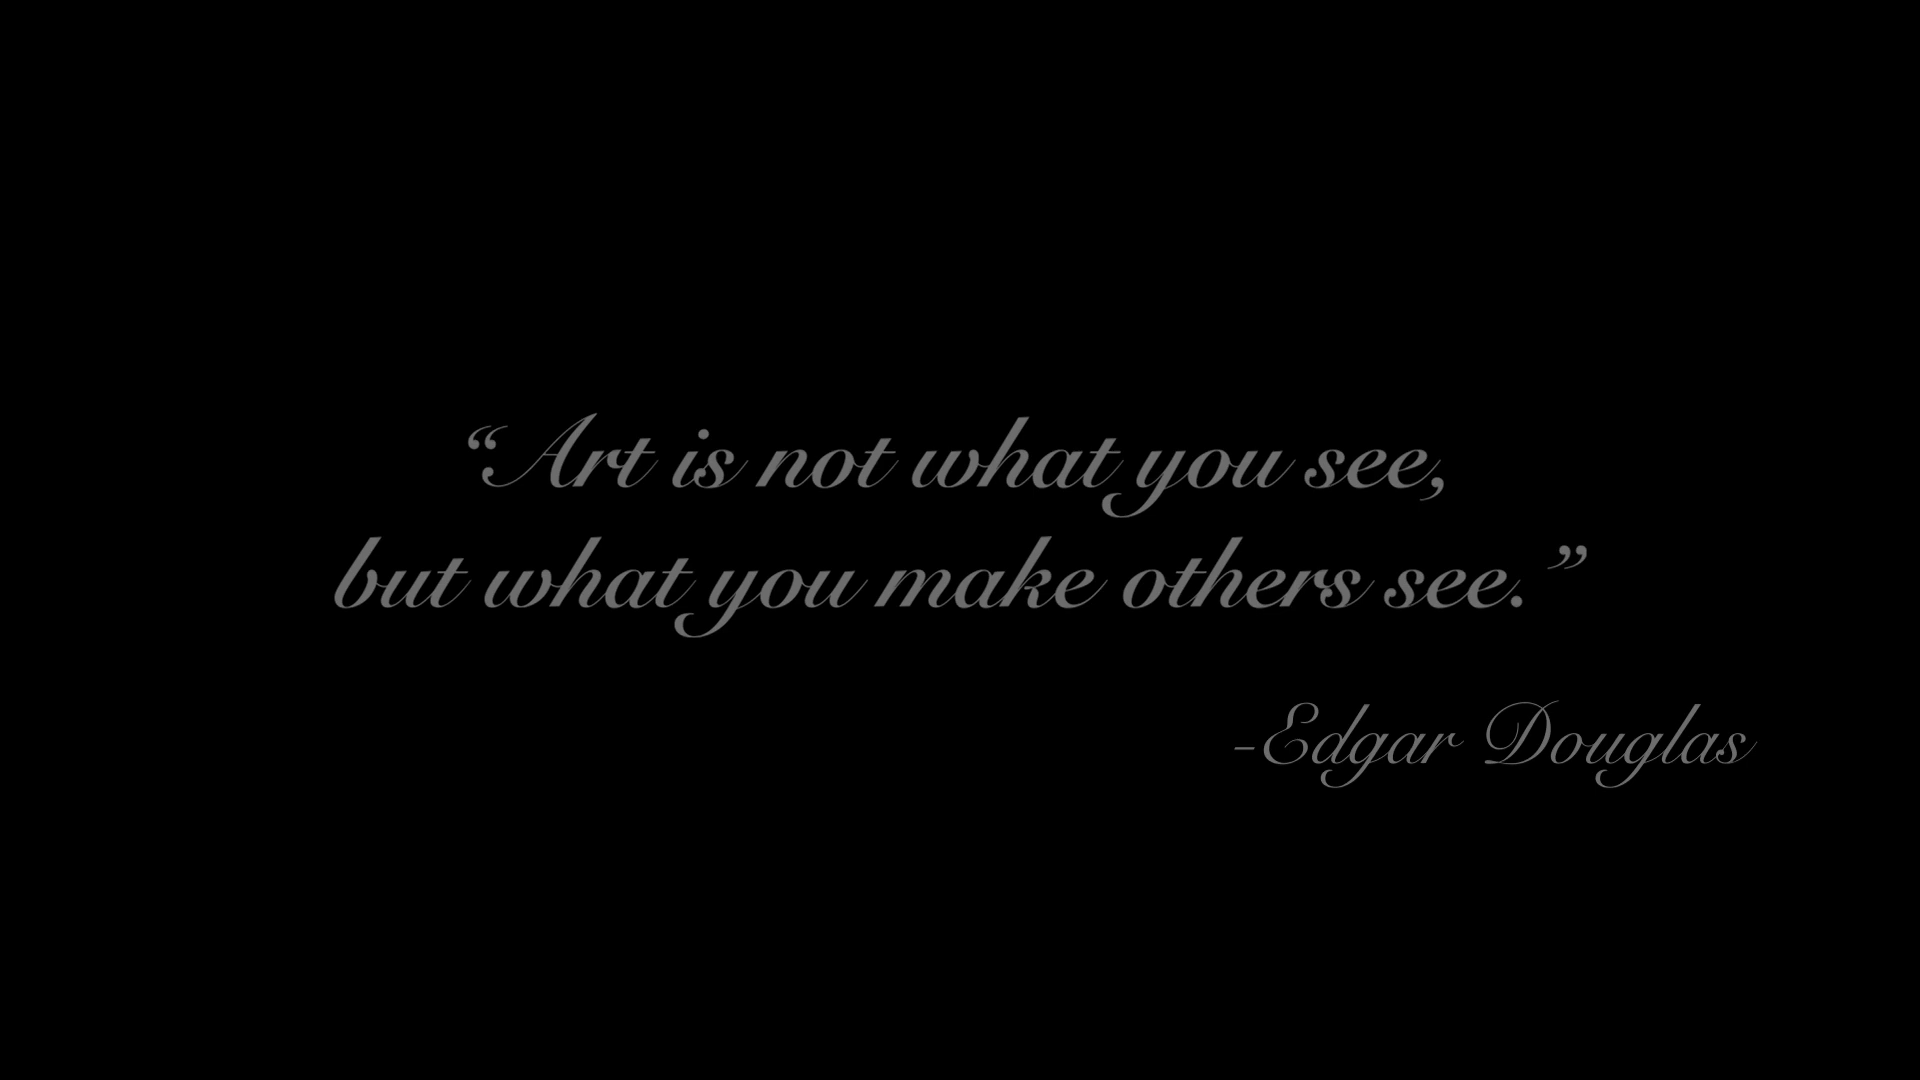 “Art is not what you see,
but what you make others see.”
-Edgar Douglas